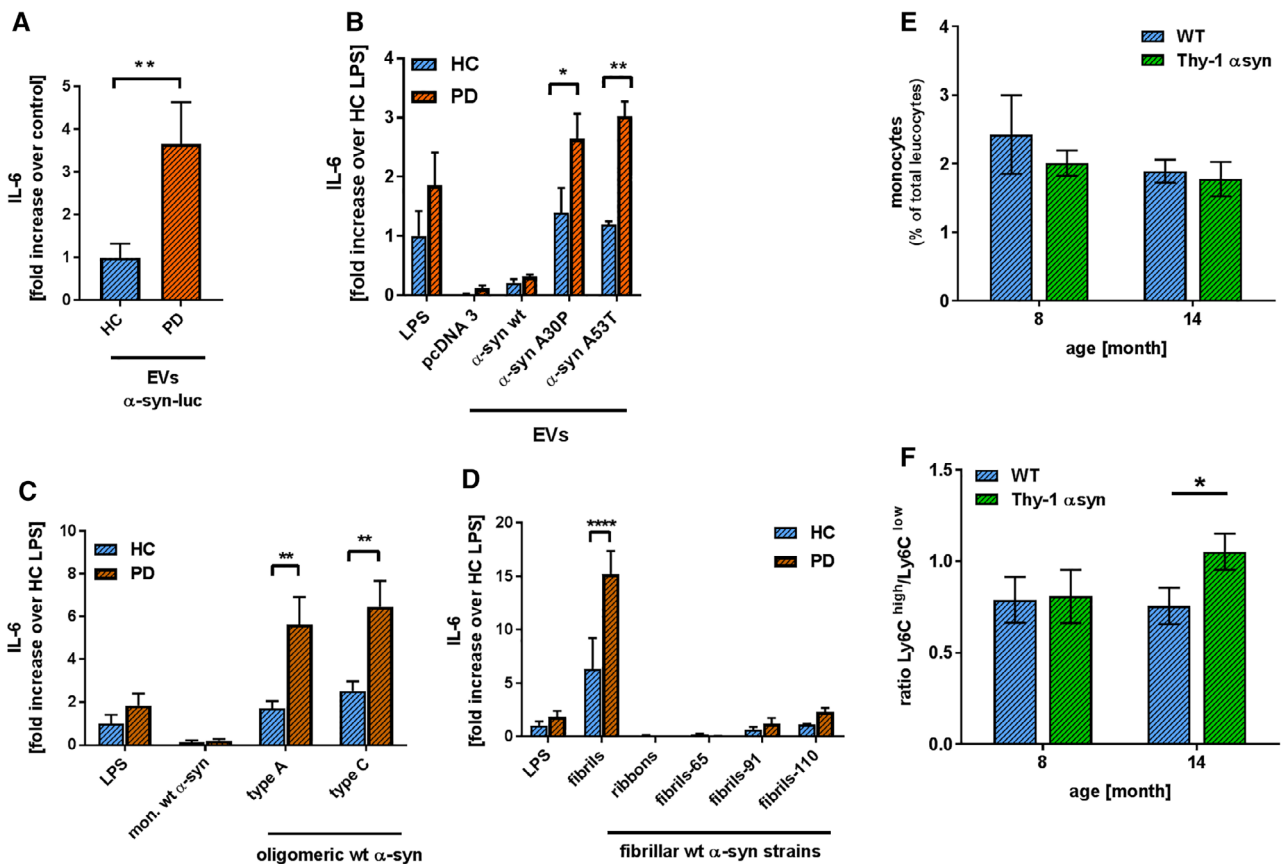 A
**
IL-6
[fold increase over control]
5
4
3
2
1
0
HC
PD
EVs
α-syn-luc
B
HC
PD
*
**
IL-6
[fold increase over HC LPS]
4
3
2
1
0
LPS
pcDNA 3
α-syn wt
α-syn A30P
α-syn A53T
EVs
E
WT
Thy-1 αsyn
monocytes
(% of total leucocytes)
4
3
2
1
0
8
14
age [month]
C
HC
PD
**
**
IL-6
[fold increase over HC LPS]
10
8
6
4
2
0
LPS
mon. wt α-syn
type A
type C
oligomeric wt α-syn
D
****
HC
PD
IL-6
[fold increase over HC LPS]
20
15
10
5
0
LPS
fibrils
ribbons
fibrils-65
fibrils-91
fibrils-110
fibrillar wt α-syn strains
F
WT
Thy-1 αsyn
*
ratio Ly6C high/Ly6C low
1.5
1.0
0.5
0.0
8
14
age [month]